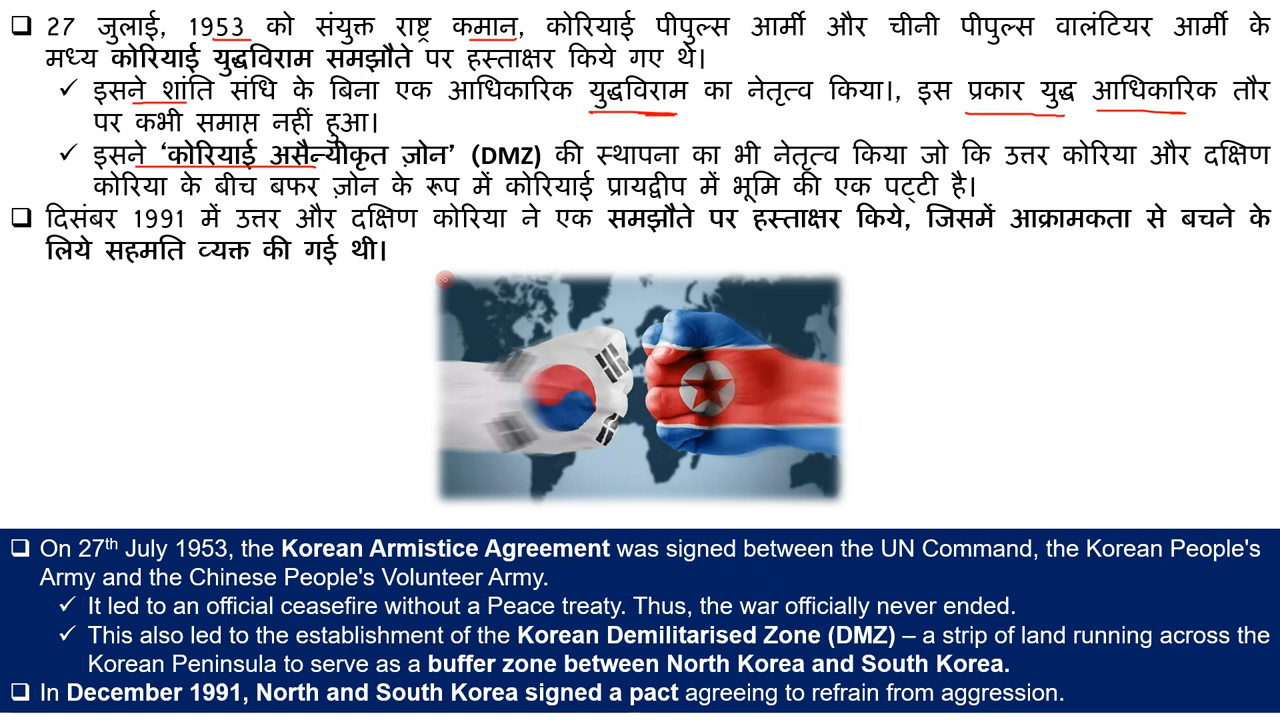 ❑ 27 जुलाई, 1953 को संयुक्त राष्ट्र कमान, कोरियाई पीपुल्स आर्मी और चीनी पीपुल्स वालंटियर आर्मी के
मध्य कोरियाई युद्धविराम समझौते पर हस्ताक्षर किये गए थे।
✓ इसने शांति संधि के बिना एक आधिकारिक युद्धविराम का नेतृत्व किया।, इस प्रकार युद्ध आधिकारिक तौर
पर कभी समाप्त नहीं हुआ।
✓ इसने ‘कोरियाई असैन्यीकृत ज़ोन’ (DMZ) की स्थापना का भी नेतृत्व किया जो कि उत्तर कोरिया और दक्षिण
कोरिया के बीच बफर ज़ोन के रूप में कोरियाई प्रायद्वीप में भूमि की एक पट्टी है।
❑ दिसंबर 1991 में उत्तर और दक्षिण कोरिया ने एक समझौते पर हस्ताक्षर किये, जिसमें आक्रामकता से बचने के
लिये सहमति व्यक्त की गई थी।
❑ On 27th July 1953, the Korean Armistice Agreement was signed between the UN Command, the Korean People's
Army and the Chinese People's Volunteer Army.
✓ It led to an official ceasefire without a Peace treaty. Thus, the war officially never ended.
✓ This also led to the establishment of the Korean Demilitarised Zone (DMZ) – a strip of land running across the
Korean Peninsula to serve as a buffer zone between North Korea and South Korea.
❑ In December 1991, North and South Korea signed a pact agreeing to refrain from aggression.